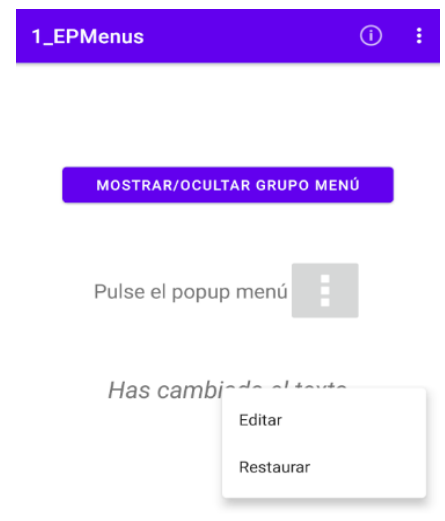 1_EPMenus
MOSTRAR/OCULTAR GRUPO MENÚ
Pulse el popup menú
Has
Editar
Restaurar